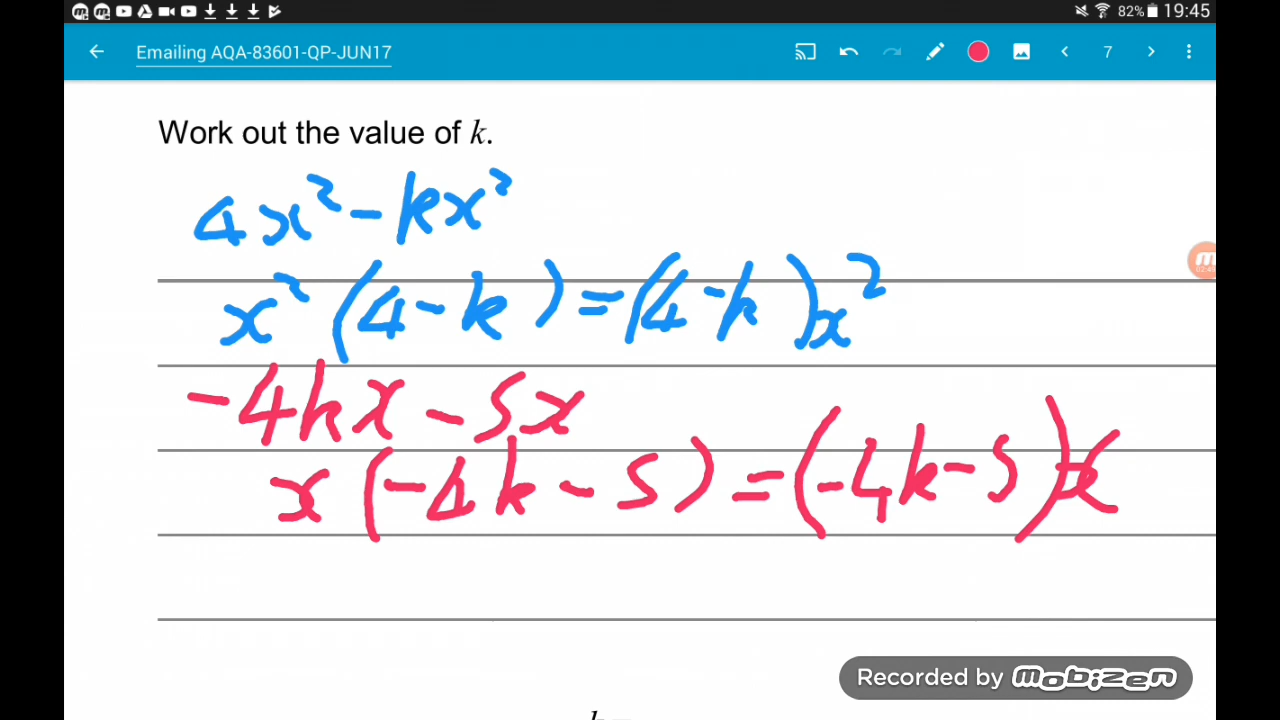 82% 19:45
Emailing AQA-83601-QP-JUN17 7
Work out the value of k.
4x² - kx²
x² (4 - k) = (4 - k)x²
-4kx - 5x
x (-4k - 5) = (-4k - 5)x
Recorded by mobizen